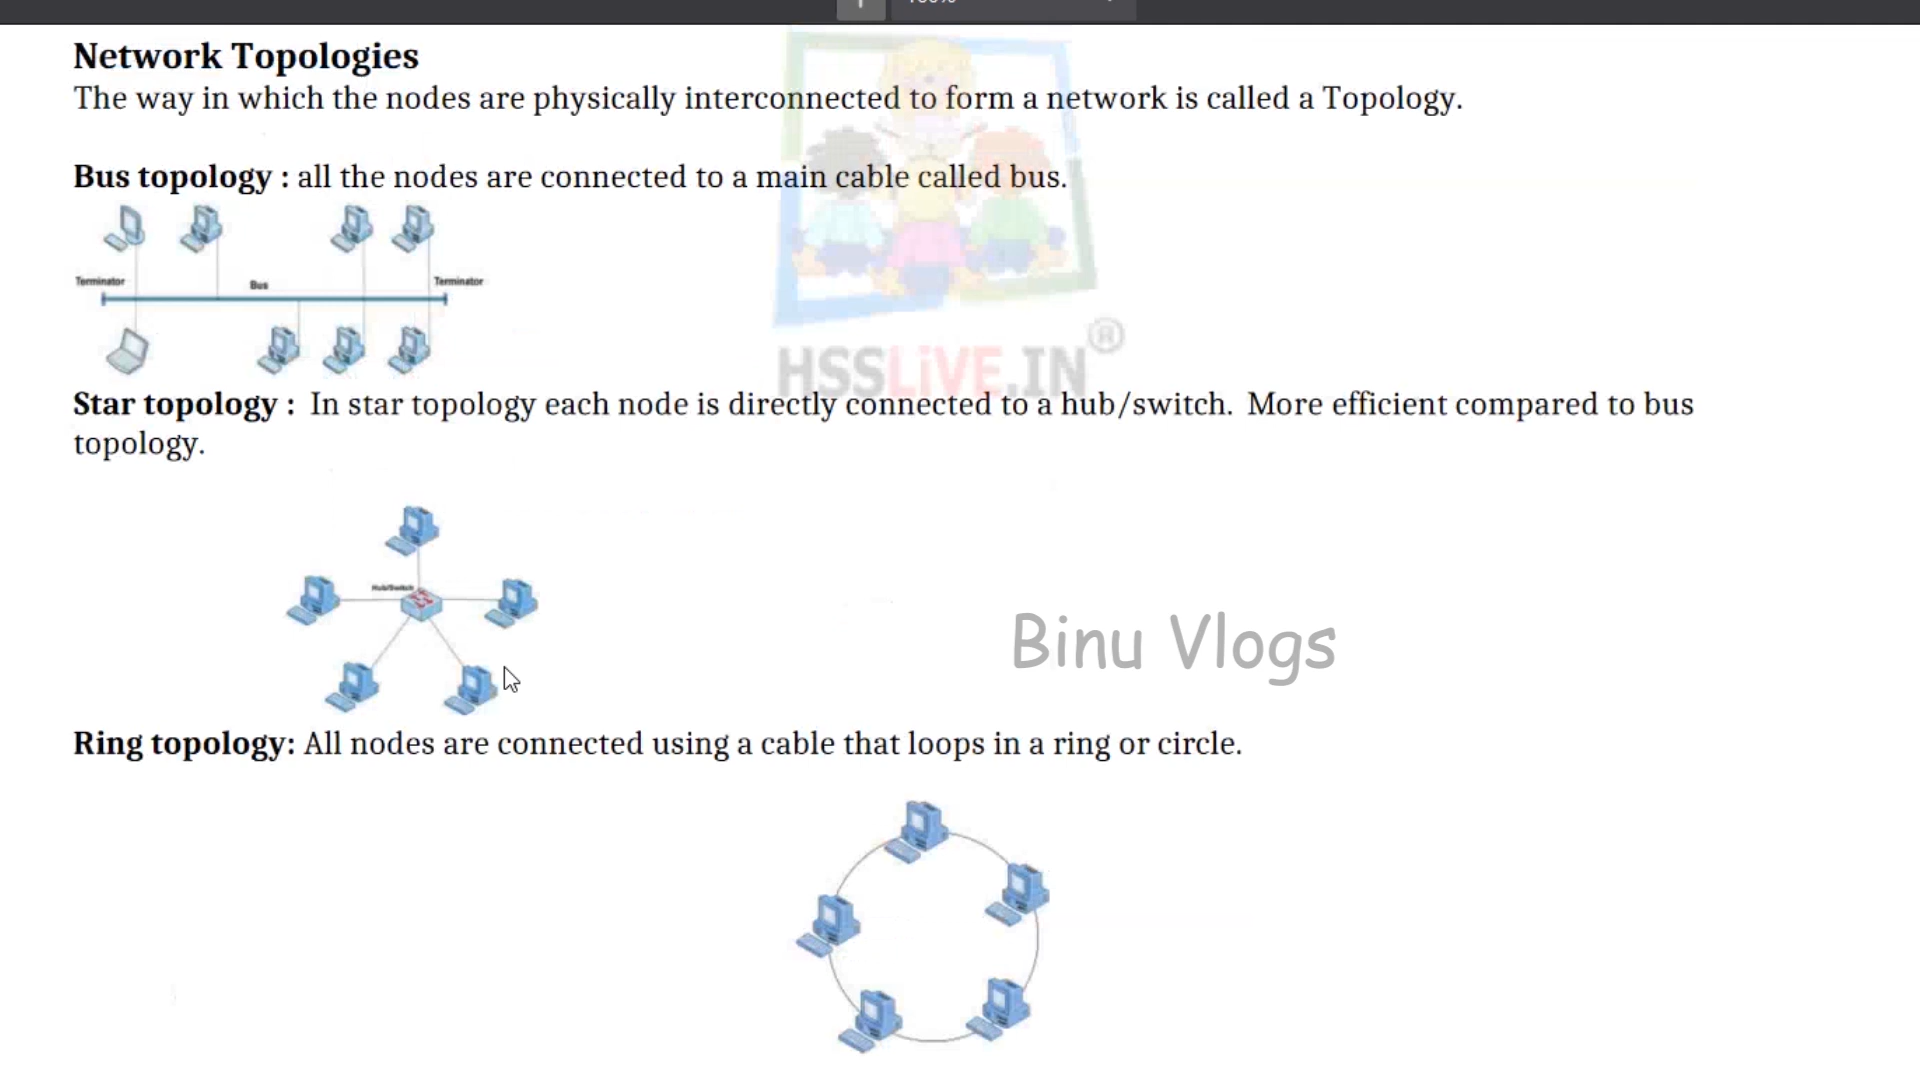 Network Topologies
The way in which the nodes are physically interconnected to form a network is called a Topology.
Bus topology : all the nodes are connected to a main cable called bus.
Terminator
Bus
Terminator
HSSLiVE.IN®
Star topology : In star topology each node is directly connected to a hub/switch. More efficient compared to bus
topology.
Hub/Switch
Binu Vlogs
Ring topology: All nodes are connected using a cable that loops in a ring or circle.